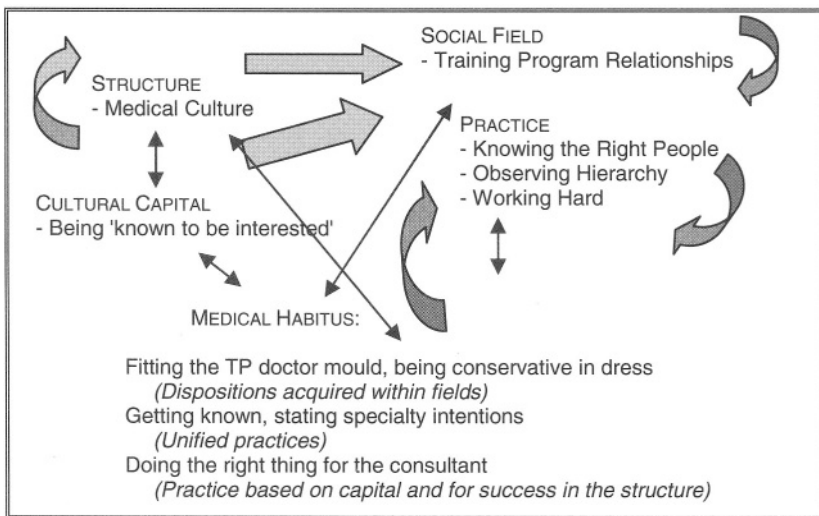 SOCIAL FIELD
- Training Program Relationships
STRUCTURE
- Medical Culture
PRACTICE
- Knowing the Right People
- Observing Hierarchy
- Working Hard
CULTURAL CAPITAL
- Being 'known to be interested'
MEDICAL HABITUS:
Fitting the TP doctor mould, being conservative in dress
(Dispositions acquired within fields)
Getting known, stating specialty intentions
(Unified practices)
Doing the right thing for the consultant
(Practice based on capital and for success in the structure)